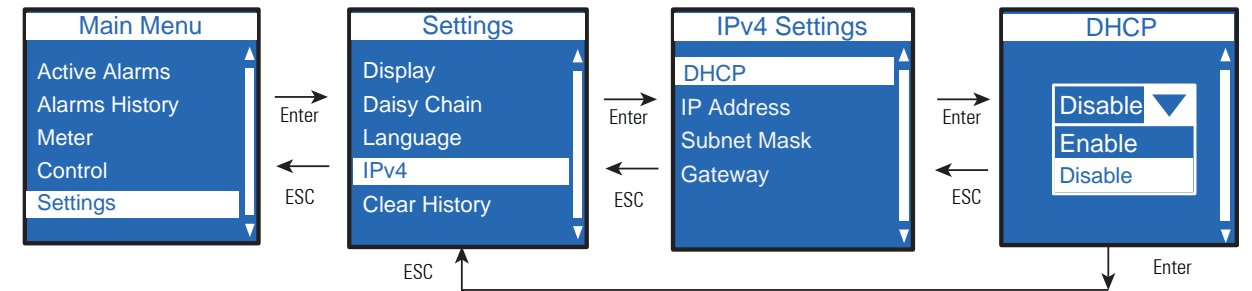 Main Menu
Active Alarms
Alarms History
Meter
Control
Settings
Enter
ESC
Settings
Display
Daisy Chain
Language
IPv4
Clear History
Enter
ESC
IPv4 Settings
DHCP
IP Address
Subnet Mask
Gateway
Enter
ESC
DHCP
Disable
Enable
Disable
ESC
Enter